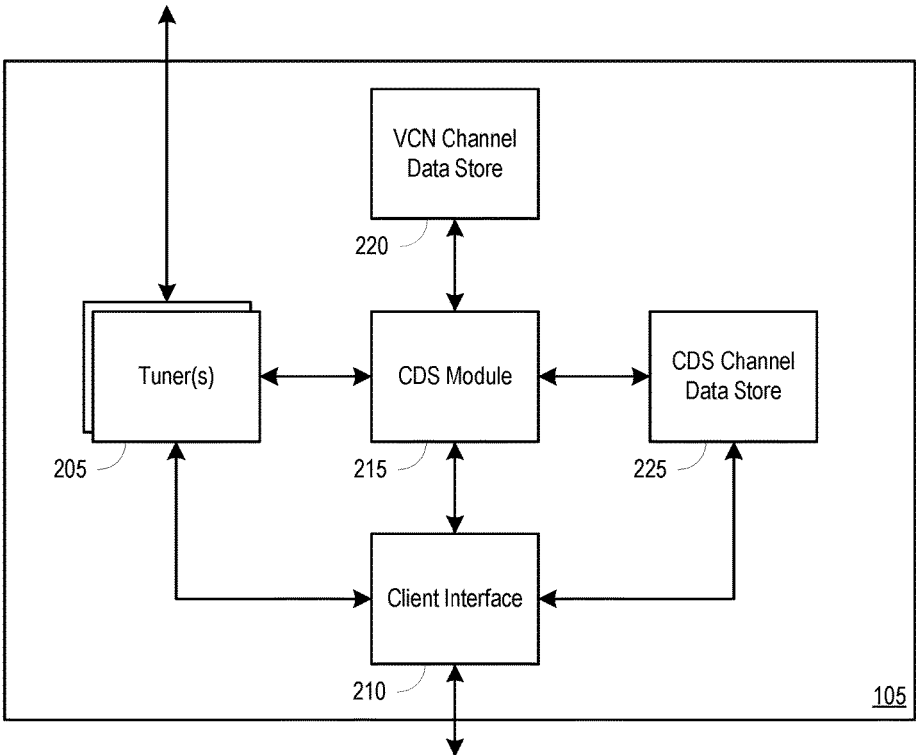 VCN Channel
Data Store
220
Tuner(s)
CDS Module
CDS Channel
Data Store
205
215
225
Client Interface
210
105